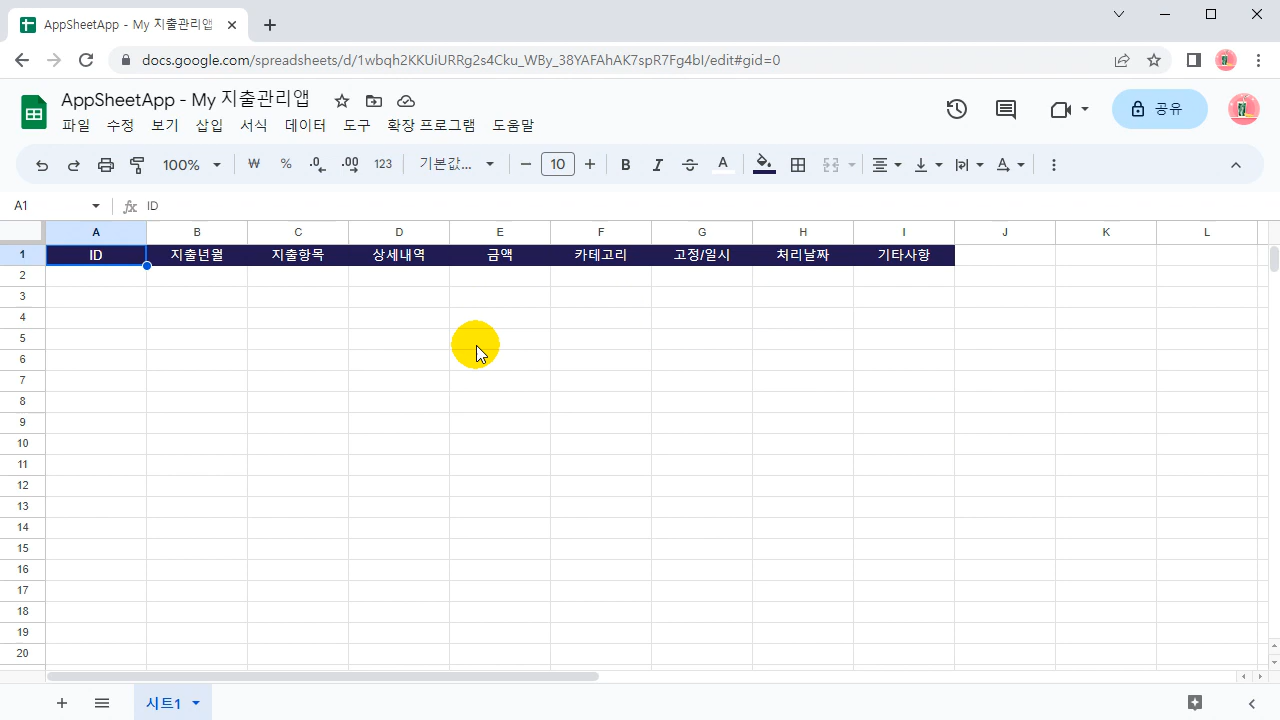 AppSheetApp - My 지출관리앱
docs.google.com/spreadsheets/d/1wbqh2KKUiURRg2s4Cku_WBy_38YAFAhAK7spR7Fg4bI/edit#gid=0
AppSheetApp - My 지출관리앱
파일 수정 보기 삽입 서식 데이터 도구 확장 프로그램 도움말
공유
100% ₩ % .0 .00 123 기본값... 10 B I A A
A1 fx ID
A B C D E F G H I J K L
1 ID 지출년월 지출항목 상세내역 금액 카테고리 고정/일시 처리날짜 기타사항
2
3
4
5
6
7
8
9
10
11
12
13
14
15
16
17
18
19
20
시트1